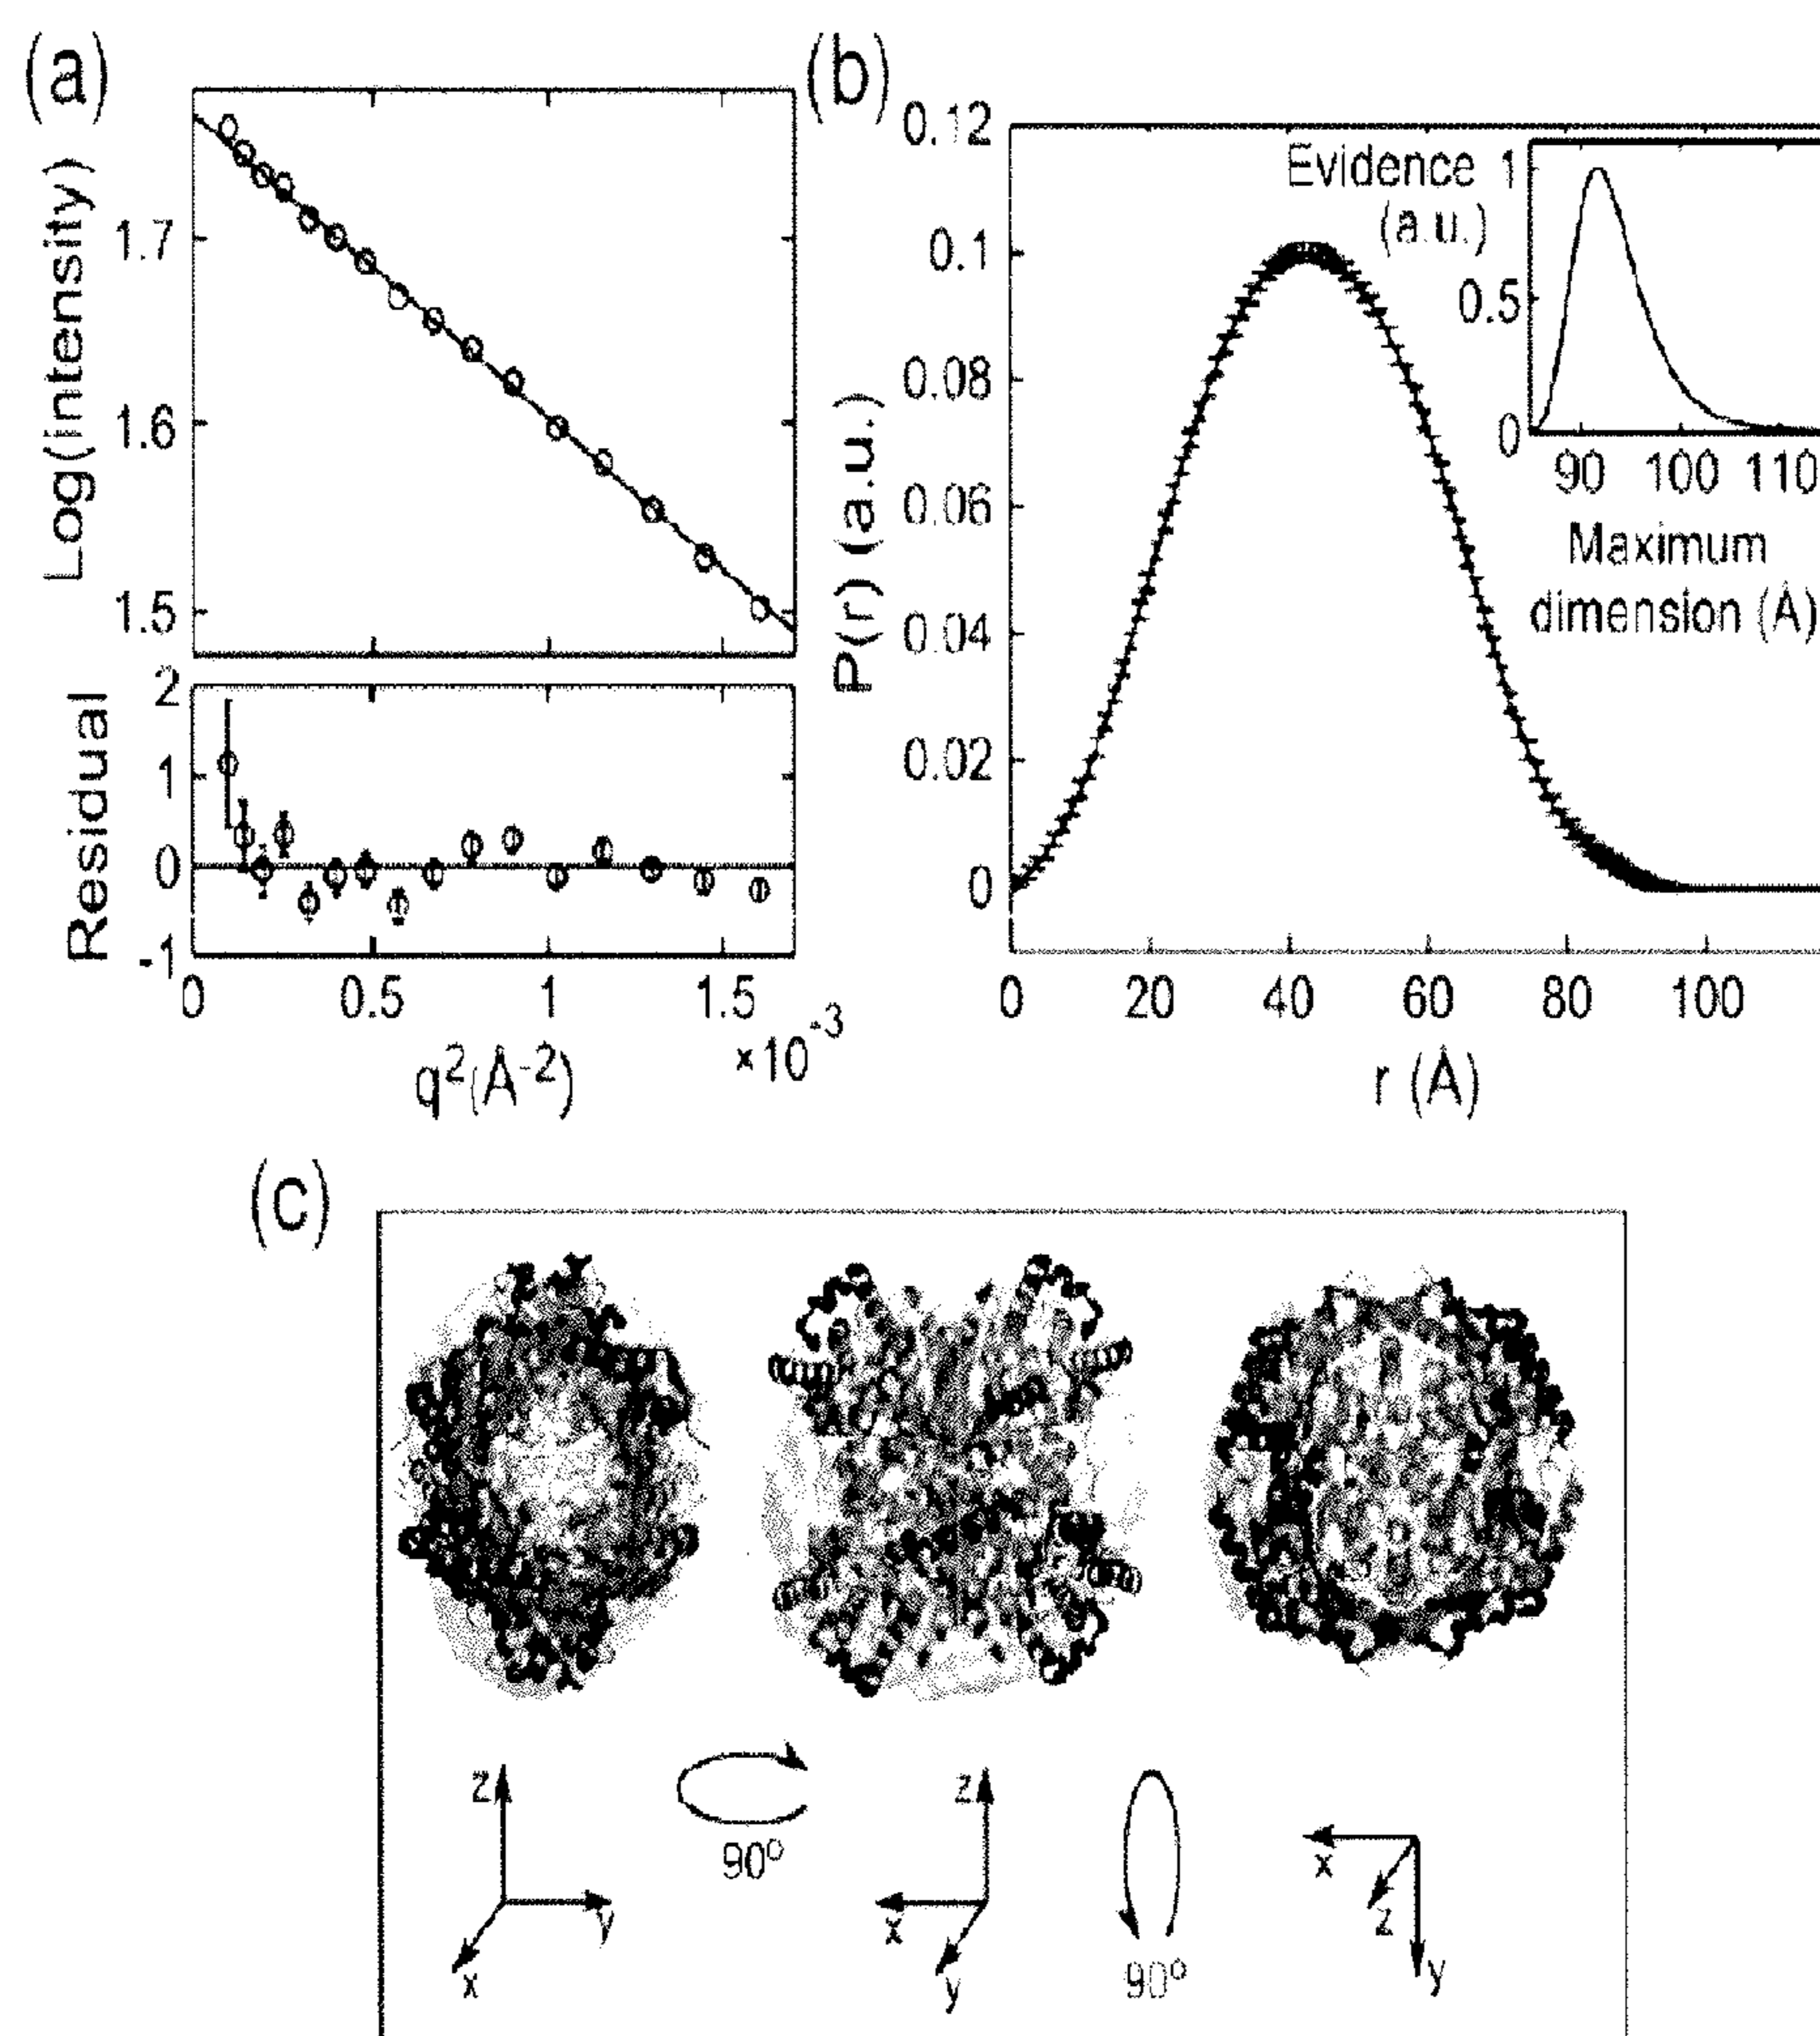 (a)
Log(intensity)
1.7
1.6
1.5
Residual
2
1
0
-1
0 0.5 1 1.5
×10-3
q2(Å-2)
(b)
P(r) (a.u.)
0.12
0.1
0.08
0.06
0.04
0.02
0
0 20 40 60 80 100
r (Å)
Evidence
(a.u.)
1
0.5
0
90 100 110
Maximum
dimension (Å)
(c)
z
y
x
90º
z
x
y
90º
x
z
y